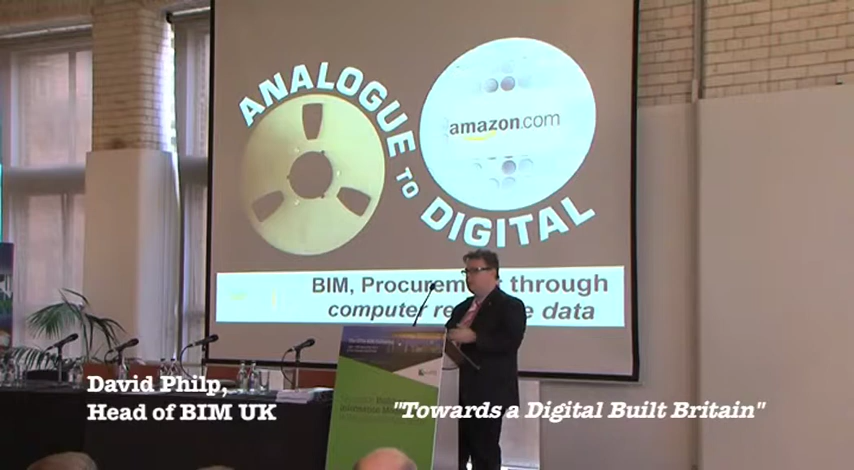 ANALOGUE TO DIGITAL
amazon.com
BIM, Procurement through
computer data
David Philp,
Head of BIM UK
"Towards a Digital Built Britain"